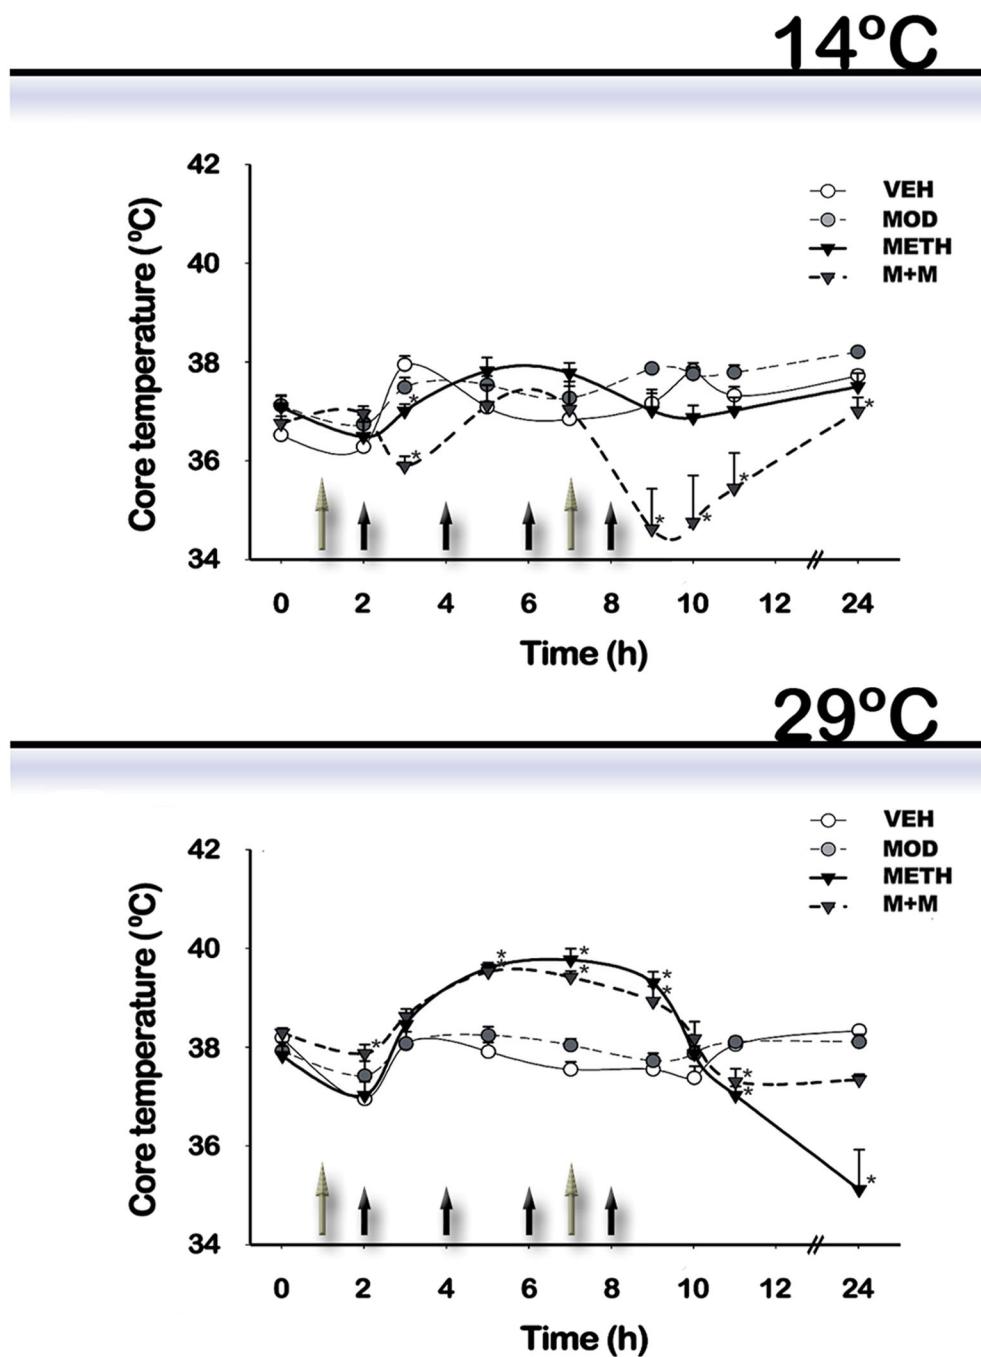 14ºC
42
40
38
36
34
Core temperature (ºC)
VEH
MOD
METH
M+M
*
*
*
*
*
*
0 2 4 6 8 10 12 24
Time (h)
29ºC
42
40
38
36
34
Core temperature (ºC)
VEH
MOD
METH
M+M
*
*
*
*
*
*
*
*
*
*
0 2 4 6 8 10 12 24
Time (h)